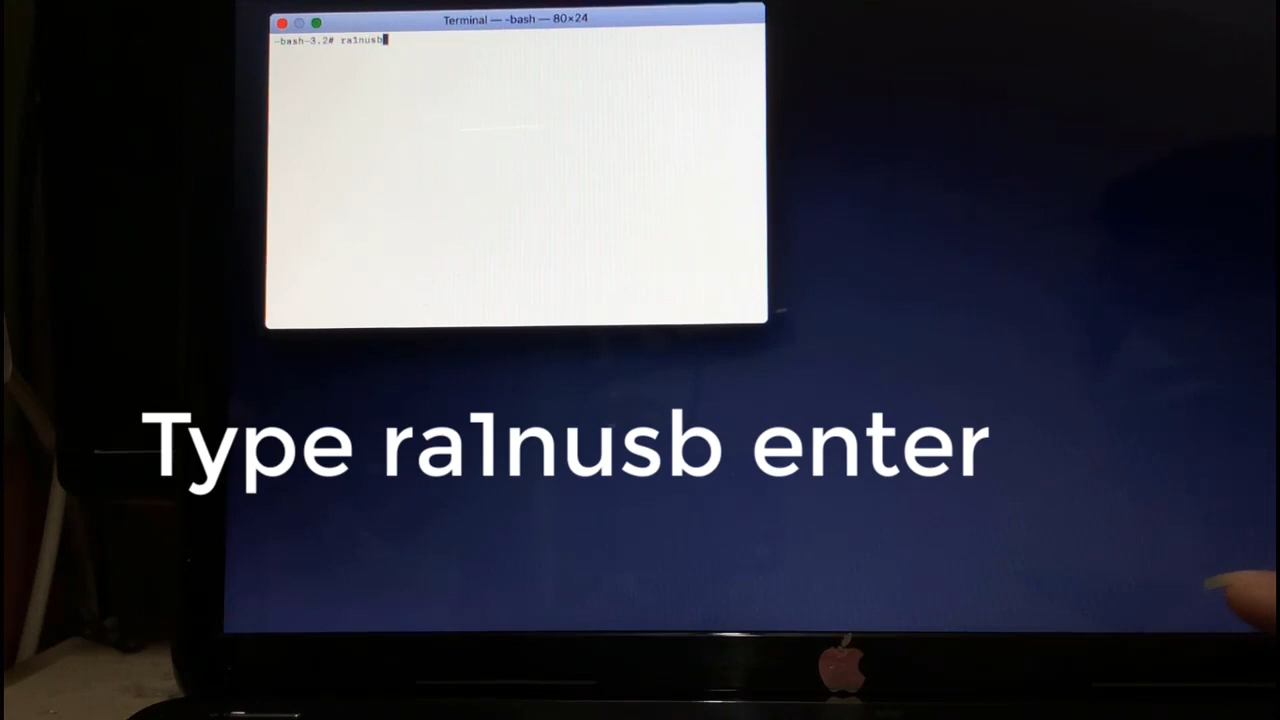 Terminal — -bash — 80×24
-bash-3.2# ra1nusb
Type ra1nusb enter